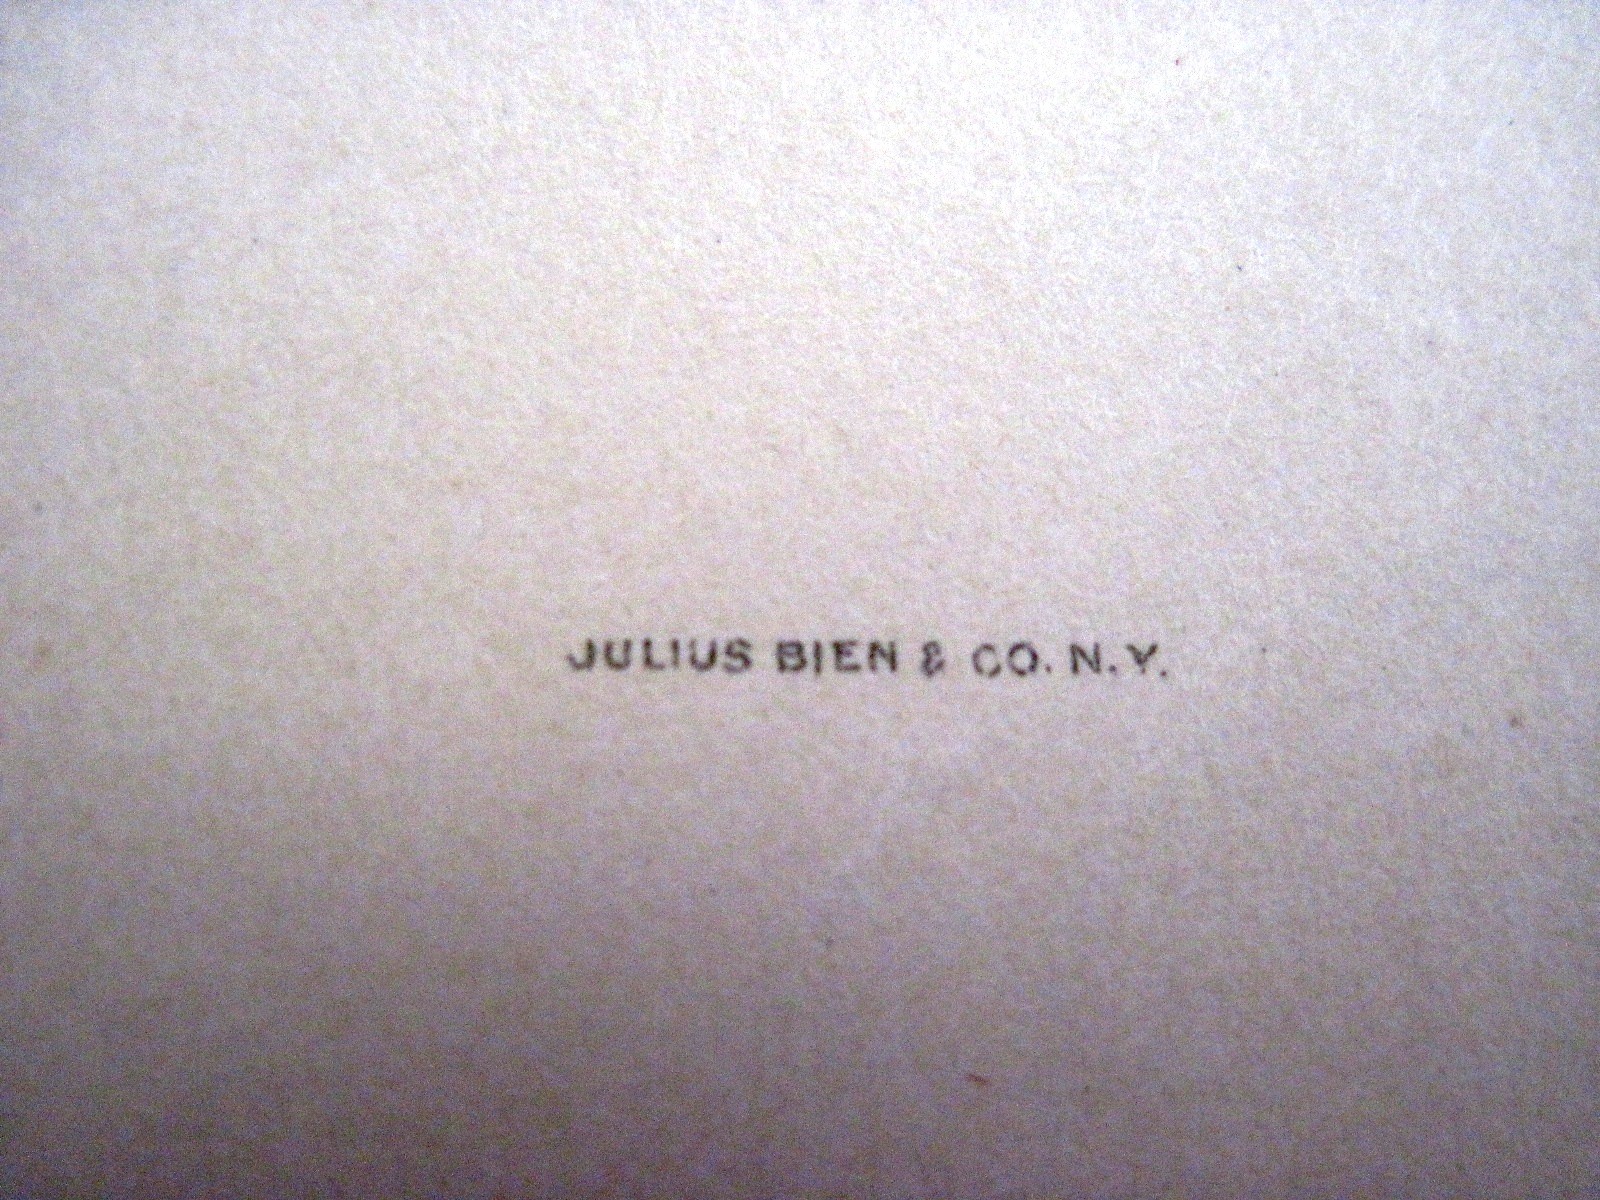 JULIUS BIEN & CO. N.Y.